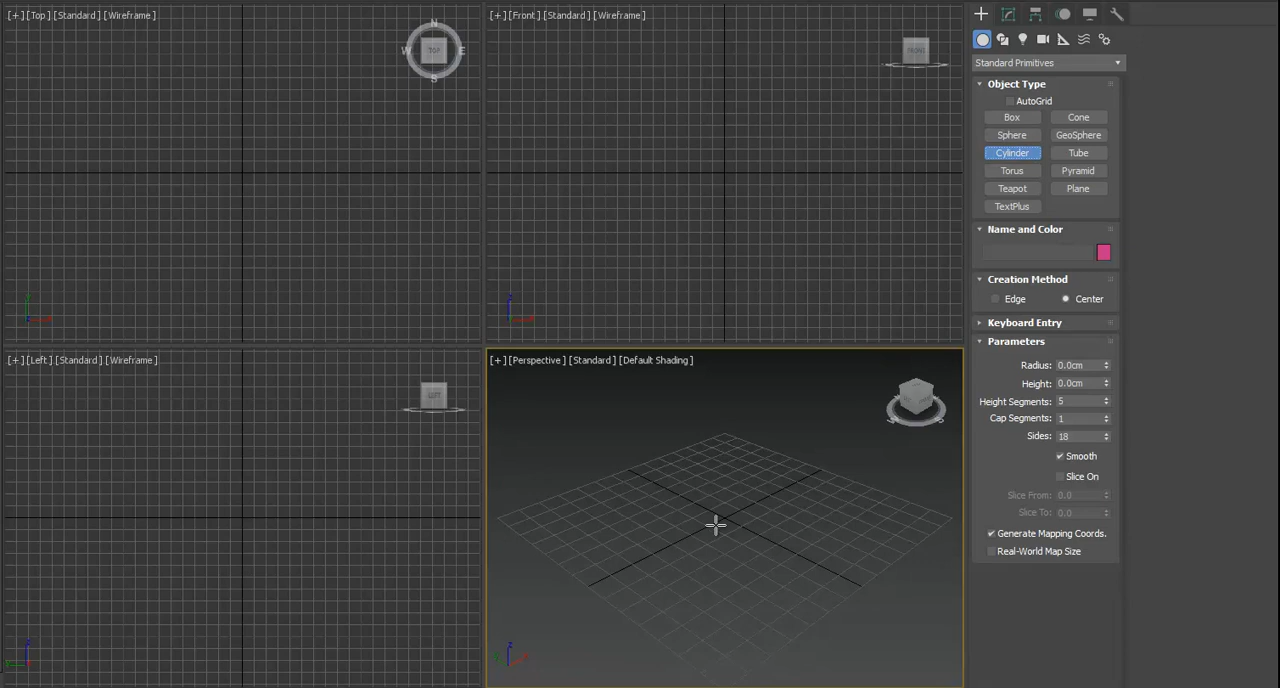 [+] [Top] [Standard] [Wireframe]
N
W
TOP
E
S
[+] [Front] [Standard] [Wireframe]
FRONT
[+] [Left] [Standard] [Wireframe]
LEFT
[+] [Perspective] [Standard] [Default Shading]
Standard Primitives
Object Type
AutoGrid
Box
Cone
Sphere
GeoSphere
Cylinder
Tube
Torus
Pyramid
Teapot
Plane
TextPlus
Name and Color
Creation Method
Edge
Center
Keyboard Entry
Parameters
Radius: 0.0cm
Height: 0.0cm
Height Segments: 5
Cap Segments: 1
Sides: 18
Smooth
Slice On
Slice From: 0.0
Slice To: 0.0
Generate Mapping Coords.
Real-World Map Size